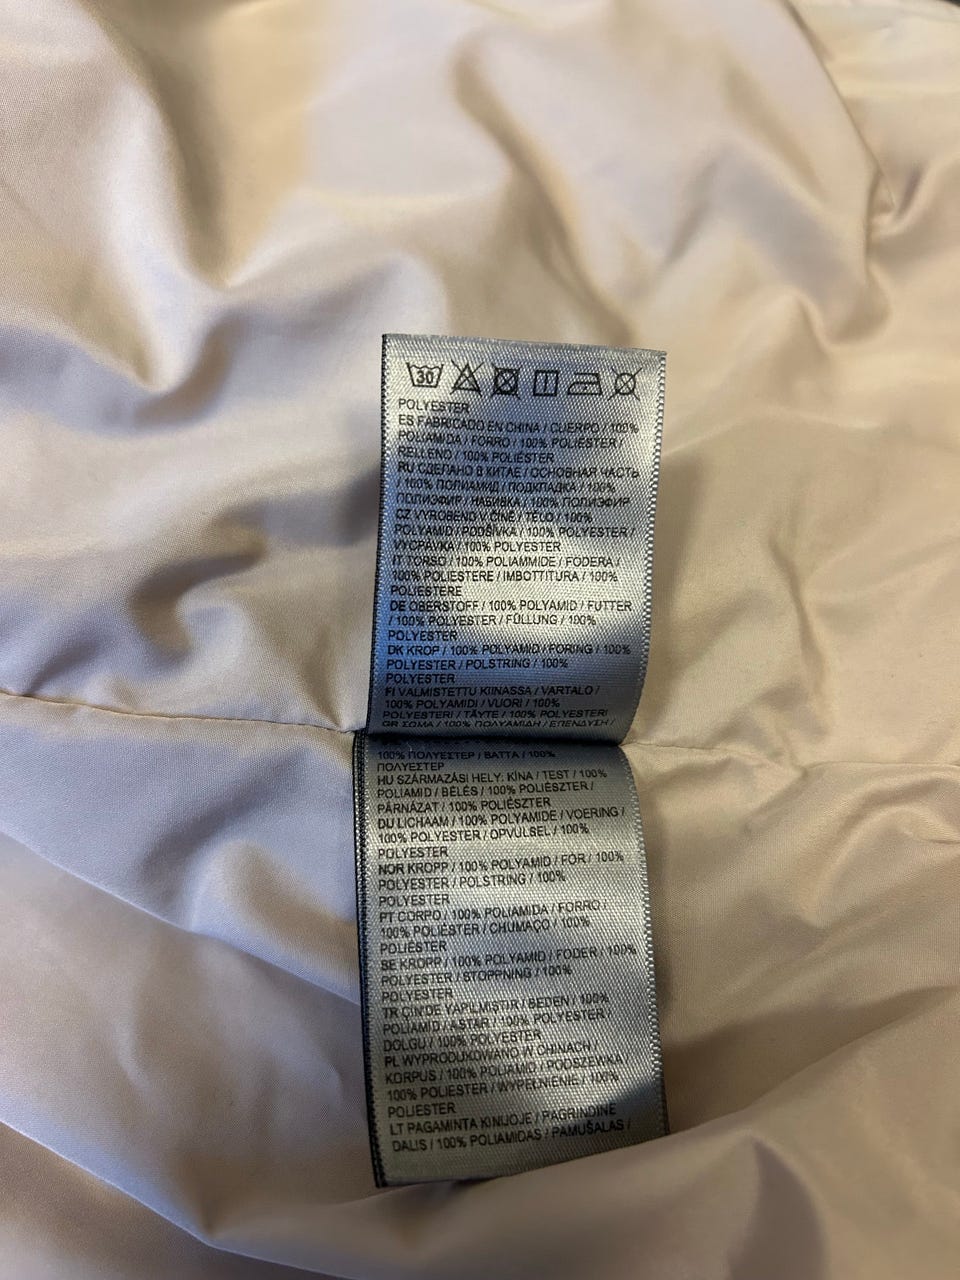 30
POLYESTER
ES FABRICADO EN CHINA / CUERPO / 100%
POLIAMIDA / FORRO / 100% POLIÉSTER /
RELLENO / 100% POLIÉSTER
RU СДЕЛАНО В КИТАЕ / ОСНОВНАЯ ЧАСТЬ
/ 100% ПОЛИАМИД / ПОДКЛАДКА / 100%
ПОЛИЭФИР / НАБИВКА / 100% ПОЛИЭФИР
CZ VYROBENO V ČÍNĚ / TĚLO / 100%
POLYAMID / PODŠÍVKA / 100% POLYESTER /
VYCPÁVKA / 100% POLYESTER
IT TORSO / 100% POLIAMMIDE / FODERA /
100% POLIESTERE / IMBOTTITURA / 100%
POLIESTERE
DE OBERSTOFF / 100% POLYAMID / FUTTER
/ 100% POLYESTER / FÜLLUNG / 100%
POLYESTER
DK KROP / 100% POLYAMID / FORING / 100%
POLYESTER / POLSTRING / 100%
POLYESTER
FI VALMISTETTU KIINASSA / VARTALO /
100% POLYAMIDI / VUORI / 100%
POLYESTERI / TÄYTE / 100% POLYESTERI
GR ΣΩΜΑ / 100% ΠΟΛΥΑΜΙΔΗ / ΕΠΕΝΔΥΣΗ /
100% ΠΟΛΥΕΣΤΕΡ / ΒΑΤΤΑ / 100%
ΠΟΛΥΕΣΤΕΡ
HU SZÁRMAZÁSI HELY: KÍNA / TEST / 100%
POLIAMID / BÉLÉS / 100% POLIÉSZTER /
PÁRNÁZAT / 100% POLIÉSZTER
DU LICHAAM / 100% POLYAMIDE / VOERING /
100% POLYESTER / OPVULSEL / 100%
POLYESTER
NOR KROPP / 100% POLYAMID / FOR / 100%
POLYESTER / POLSTRING / 100%
POLYESTER
PT CORPO / 100% POLIAMIDA / FORRO /
100% POLIÉSTER / CHUMAÇO / 100%
POLIÉSTER
SE KROPP / 100% POLYAMID / FODER / 100%
POLYESTER / STOPPNING / 100%
POLYESTER
TR ÇİN'DE YAPILMIŞTIR / BEDEN / 100%
POLİAMİD / ASTAR / 100% POLYESTER /
DOLGU / 100% POLYESTER
PL WYPRODUKOWANO W CHINACH /
KORPUS / 100% POLIAMID / PODSZEWKA /
100% POLIESTER / WYPEŁNIENIE / 100%
POLIESTER
LT PAGAMINTA KINIJOJE / PAGRINDINĖ
DALIS / 100% POLIAMIDAS / PAMUŠALAS /